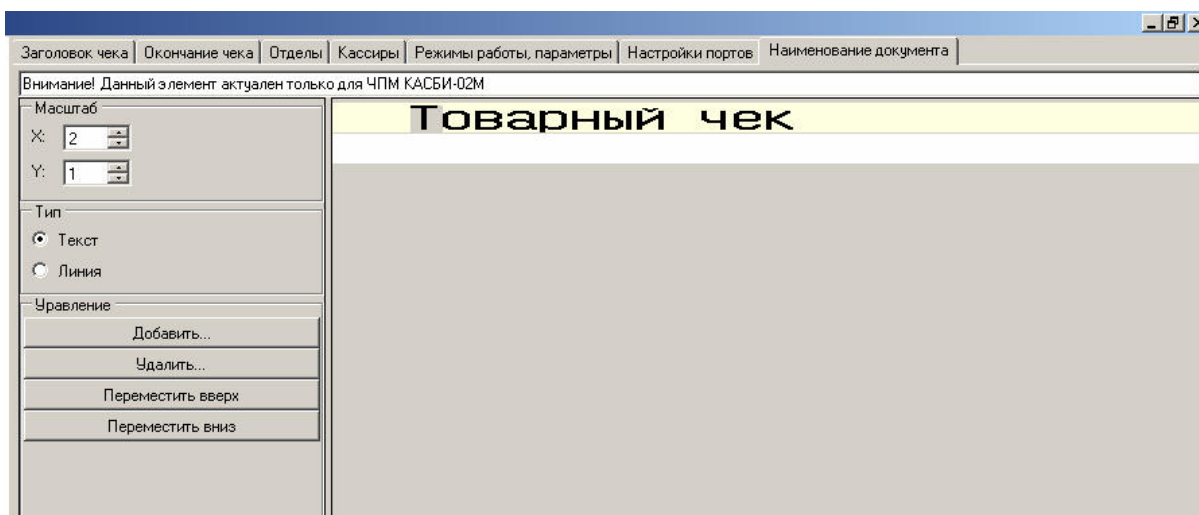 Заголовок чека Окончание чека Отделы Кассиры Режимы работы, параметры Настройки портов Наименование документа
Внимание! Данный элемент актуален только для ЧПМ КАСБИ-02М
Масштаб
X: 2
Y: 1
Тип
Текст
Линия
Уравление
Добавить...
Удалить...
Переместить вверх
Переместить вниз
Товарный чек